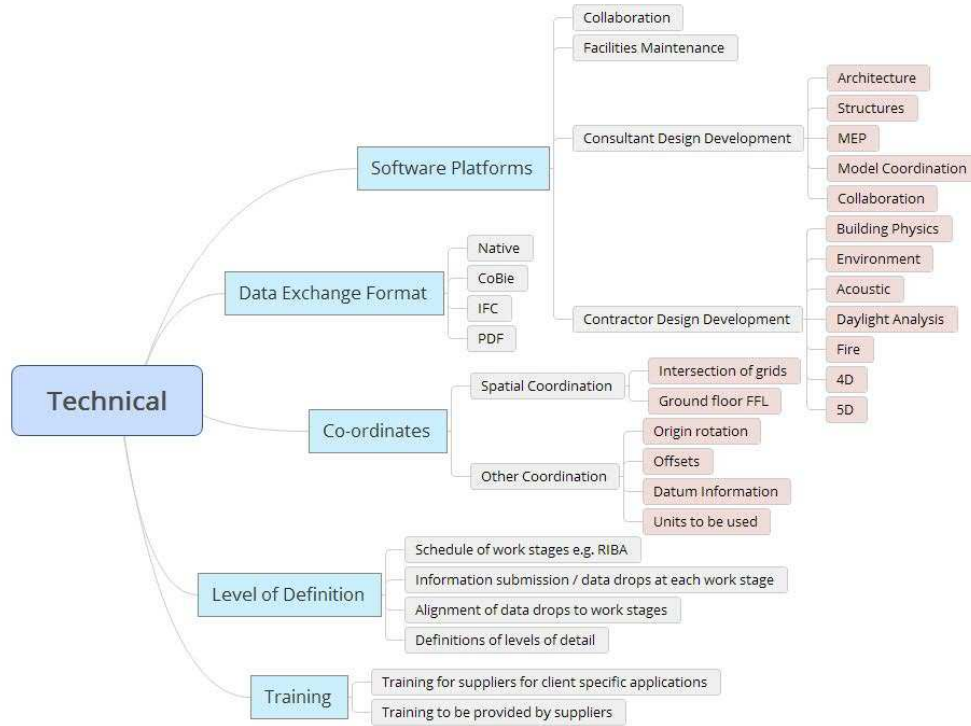 Technical
Software Platforms
Collaboration
Facilities Maintenance
Consultant Design Development
Architecture
Structures
MEP
Model Coordination
Collaboration
Contractor Design Development
Building Physics
Environment
Acoustic
Daylight Analysis
Fire
4D
5D
Data Exchange Format
Native
CoBie
IFC
PDF
Co-ordinates
Spatial Coordination
Intersection of grids
Ground floor FFL
Other Coordination
Origin rotation
Offsets
Datum Information
Units to be used
Level of Definition
Schedule of work stages e.g. RIBA
Information submission / data drops at each work stage
Alignment of data drops to work stages
Definitions of levels of detail
Training
Training for suppliers for client specific applications
Training to be provided by suppliers